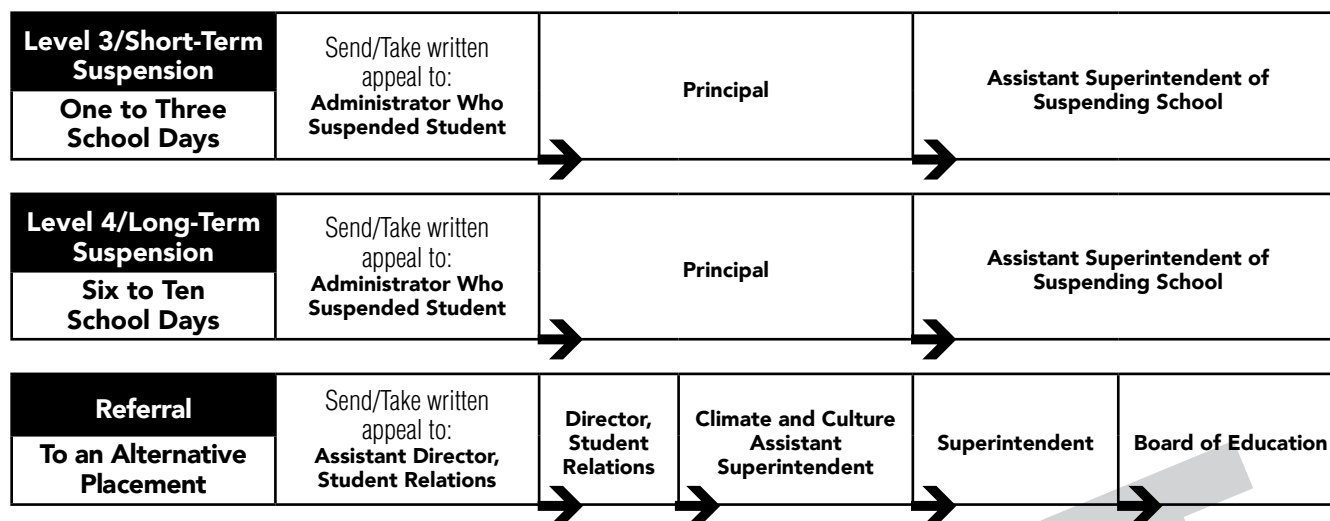 Level 3/Short-Term
Suspension
One to Three
School Days
Send/Take written
appeal to:
Administrator Who
Suspended Student
Principal
Assistant Superintendent of
Suspending School
Level 4/Long-Term
Suspension
Six to Ten
School Days
Send/Take written
appeal to:
Administrator Who
Suspended Student
Principal
Assistant Superintendent of
Suspending School
Referral
To an Alternative
Placement
Send/Take written
appeal to:
Assistant Director,
Student Relations
Director,
Student
Relations
Climate and Culture
Assistant
Superintendent
Superintendent
Board of Education